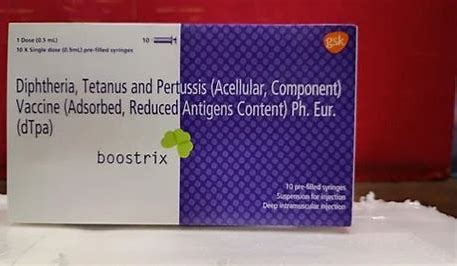 1 Dose (0.5 mL)
10
10 X Single dose (0.5mL) pre-filled syringes
gsk
Diphtheria, Tetanus and Pertussis (Acellular, Component)
Vaccine (Adsorbed, Reduced Antigens Content) Ph. Eur.
(dTpa)
boostrix
10 pre-filled syringes
Suspension for injection
Deep intramuscular injection